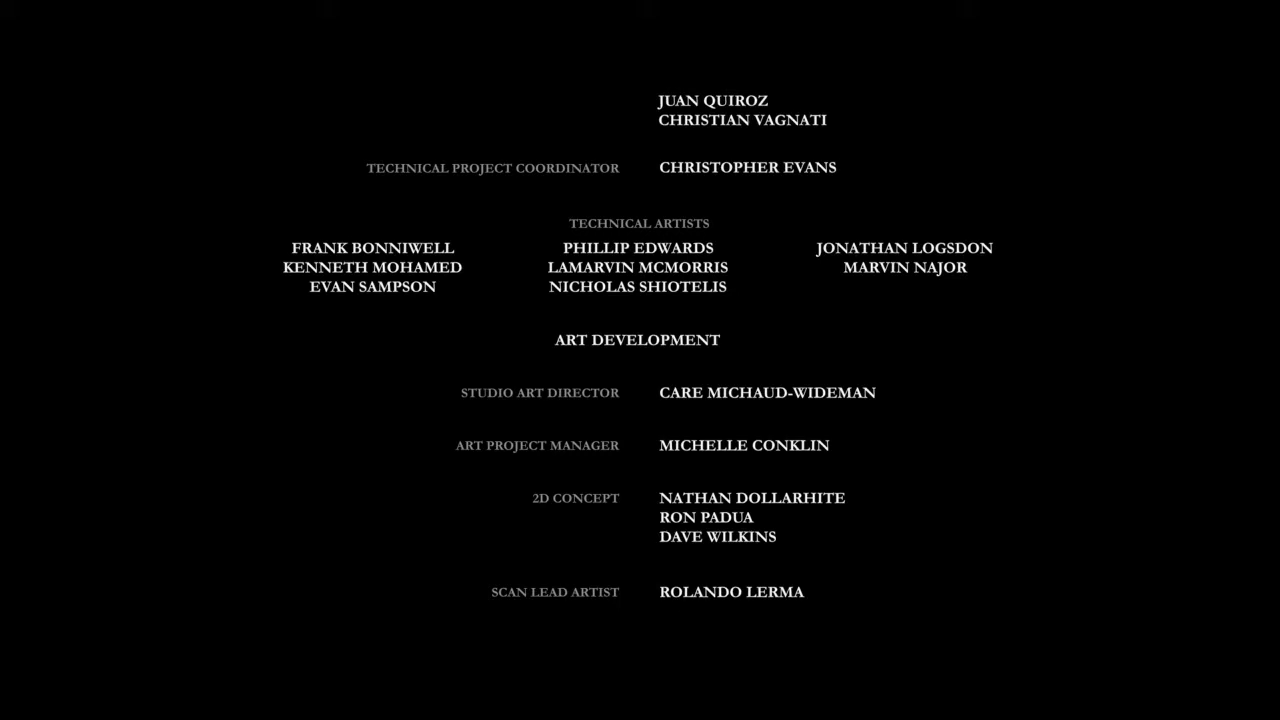 JUAN QUIROZ
CHRISTIAN VAGNATI
TECHNICAL PROJECT COORDINATOR CHRISTOPHER EVANS
TECHNICAL ARTISTS
FRANK BONNIWELL PHILLIP EDWARDS JONATHAN LOGSDON
KENNETH MOHAMED LAMARVIN MCMORRIS MARVIN NAJOR
EVAN SAMPSON NICHOLAS SHIOTELIS
ART DEVELOPMENT
STUDIO ART DIRECTOR CARE MICHAUD-WIDEMAN
ART PROJECT MANAGER MICHELLE CONKLIN
2D CONCEPT NATHAN DOLLARHITE
RON PADUA
DAVE WILKINS
SCAN LEAD ARTIST ROLANDO LERMA